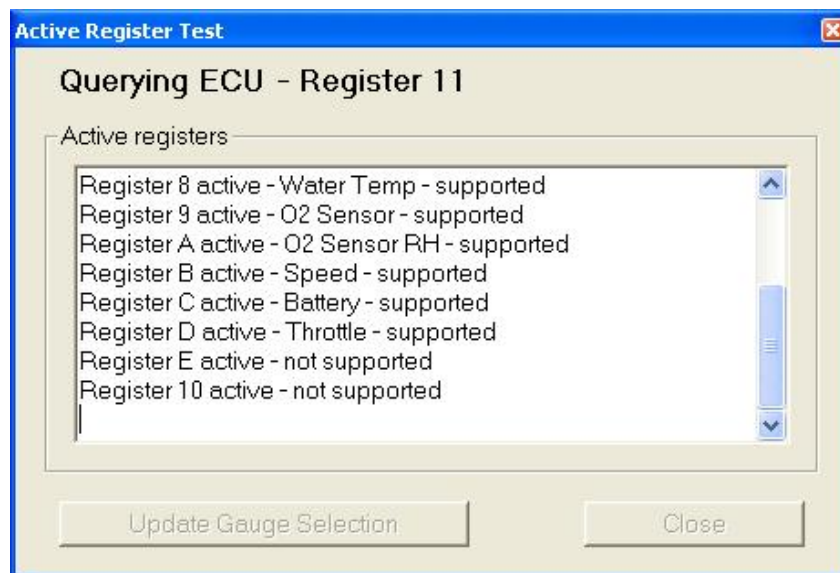 Active Register Test
Querying ECU - Register 11
Active registers
Register 8 active - Water Temp - supported
Register 9 active - O2 Sensor - supported
Register A active - O2 Sensor RH - supported
Register B active - Speed - supported
Register C active - Battery - supported
Register D active - Throttle - supported
Register E active - not supported
Register 10 active - not supported
Update Gauge Selection
Close